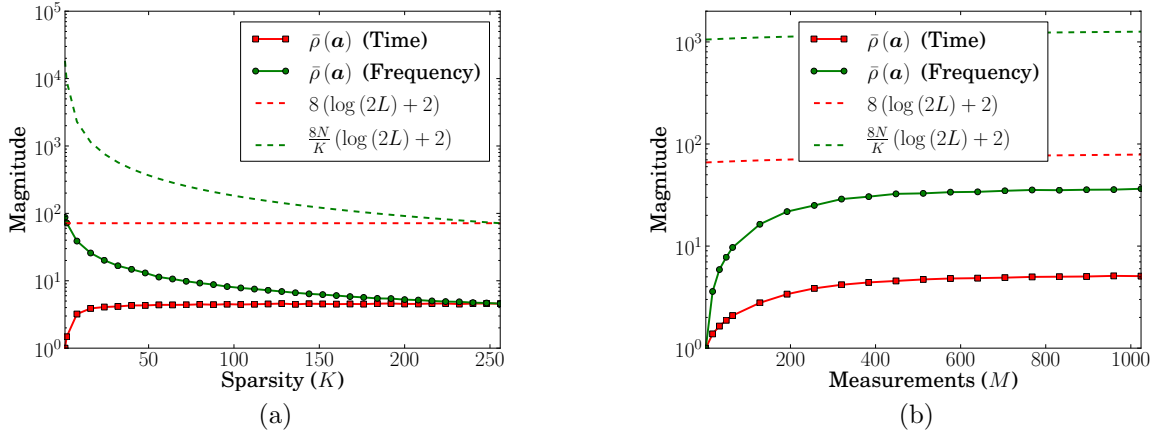 10^5
10^4
10^3
10^2
10^1
10^0
Magnitude
ρ̄ (a) (Time)
ρ̄ (a) (Frequency)
8 (log (2L) + 2)
8N/K (log (2L) + 2)
50 100 150 200 250
Sparsity (K)
(a)
10^3
10^2
10^1
10^0
Magnitude
ρ̄ (a) (Time)
ρ̄ (a) (Frequency)
8 (log (2L) + 2)
8N/K (log (2L) + 2)
200 400 600 800 1000
Measurements (M)
(b)